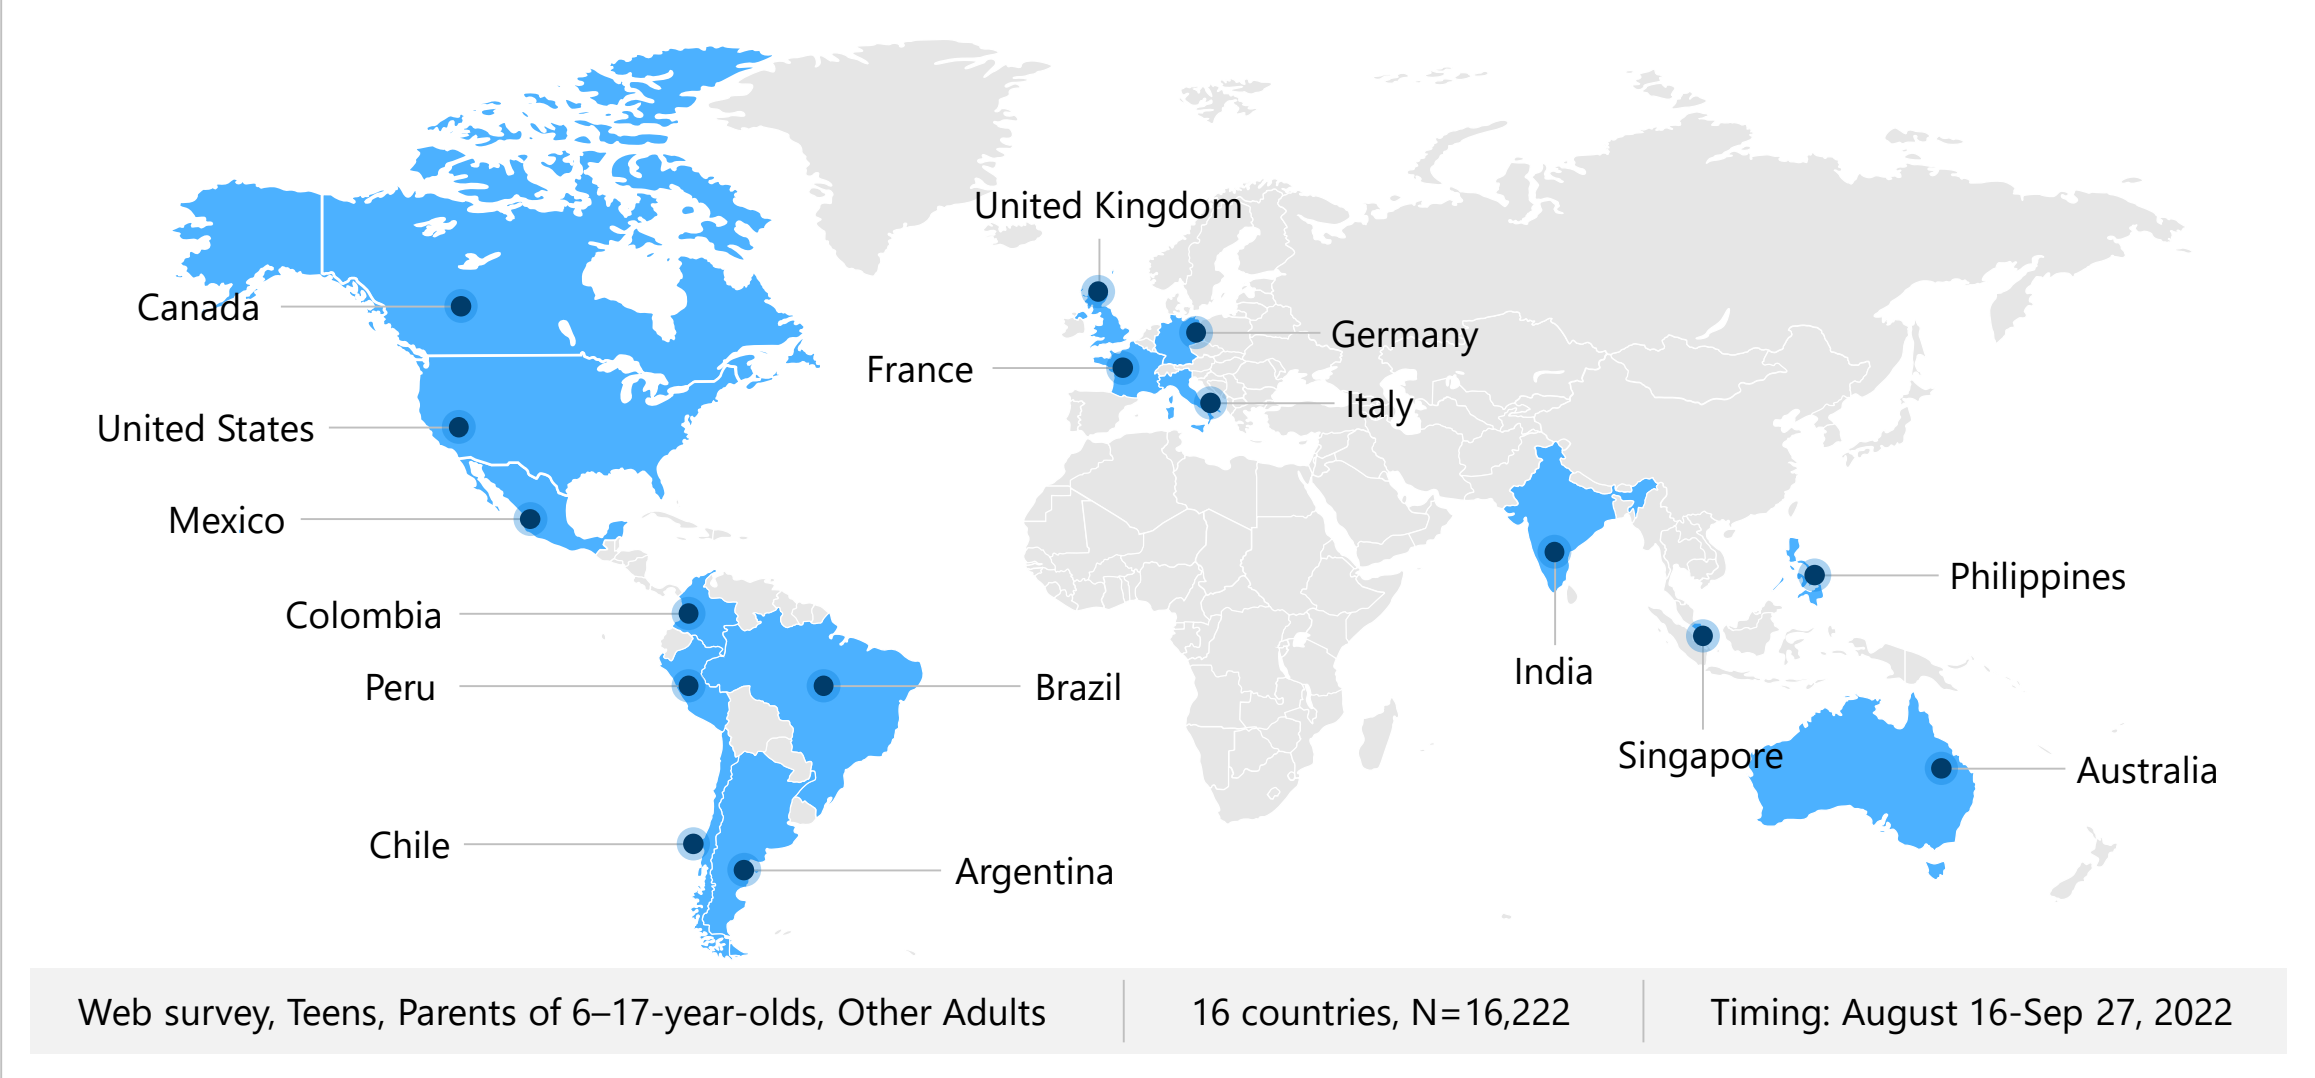 United Kingdom
Canada
Germany
France
Italy
United States
Mexico
Philippines
Colombia
India
Peru
Brazil
Singapore
Australia
Chile
Argentina
Web survey, Teens, Parents of 6–17-year-olds, Other Adults
16 countries, N=16,222
Timing: August 16-Sep 27, 2022